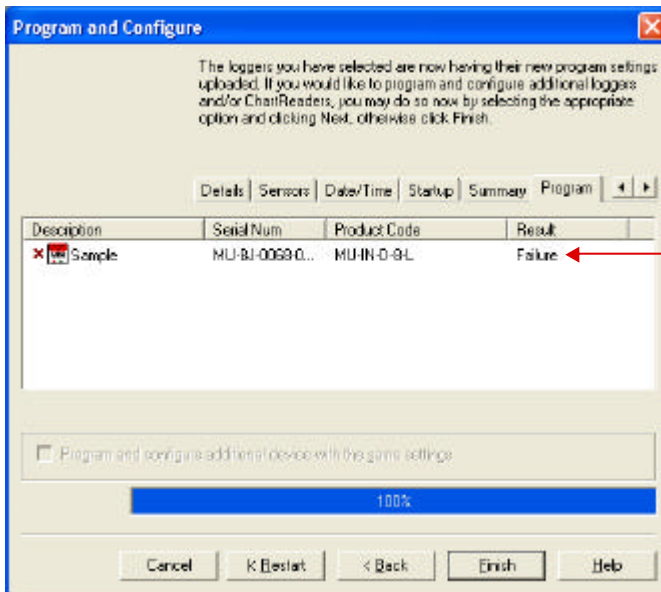 Program and Configure
The loggers you have selected are now having their new program settings
uploaded. If you would like to program and configure additional loggers
and/or ChartReaders, you may do so now by selecting the appropriate
option and clicking Next, otherwise click Finish.
Details Sensors Date/Time Startup Summary Program
Description Serial Num Product Code Result
Sample MU-IN-D-8-L Failure
Program and configure additional device with the same settings
100%
Cancel |< Restart < Back Finish Help